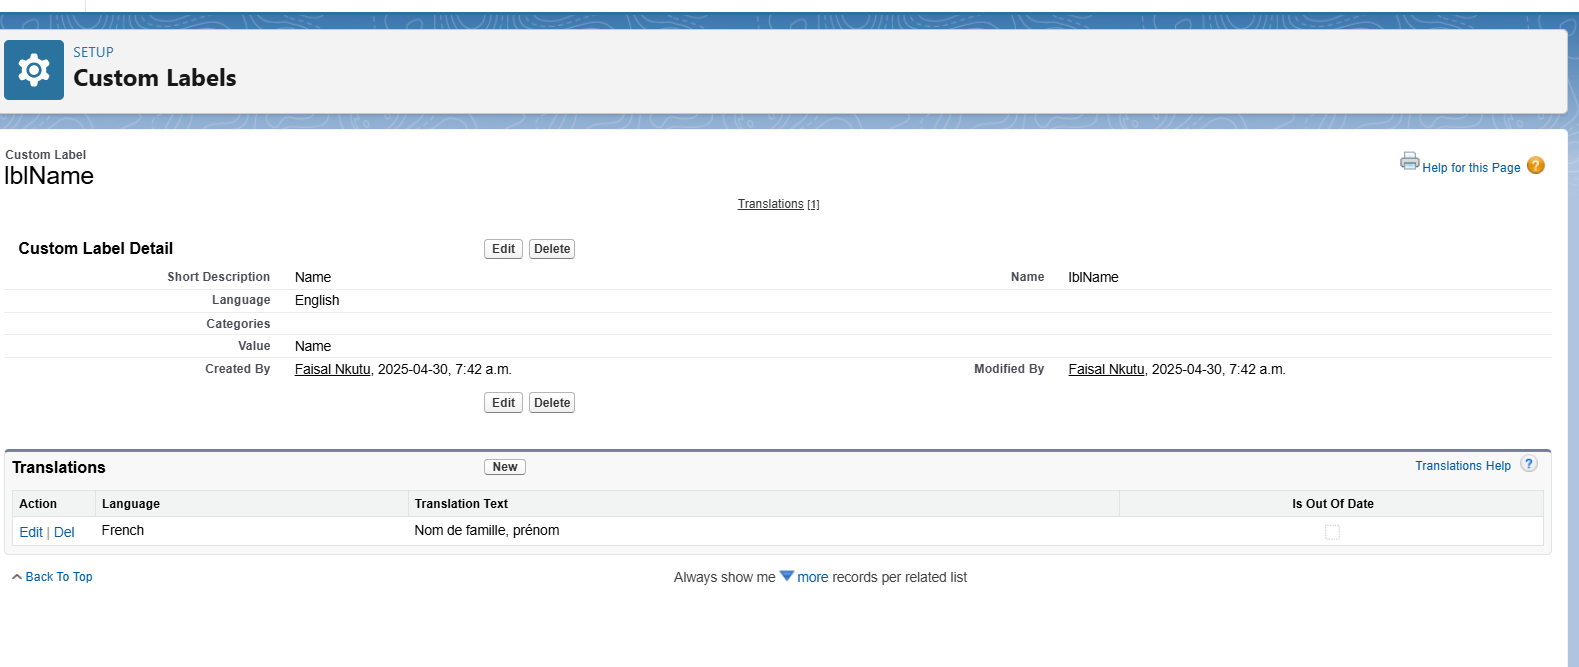 SETUP
Custom Labels
Custom Label
lblName
Help for this Page ?
Translations [1]
Custom Label Detail Edit Delete
Short Description Name Name lblName
Language English
Categories
Value Name
Created By Faisal Nkutu, 2025-04-30, 7:42 a.m. Modified By Faisal Nkutu, 2025-04-30, 7:42 a.m.
Edit Delete
Translations New Translations Help ?
Action Language Translation Text Is Out Of Date
Edit | Del French Nom de famille, prénom
Back To Top Always show me more records per related list